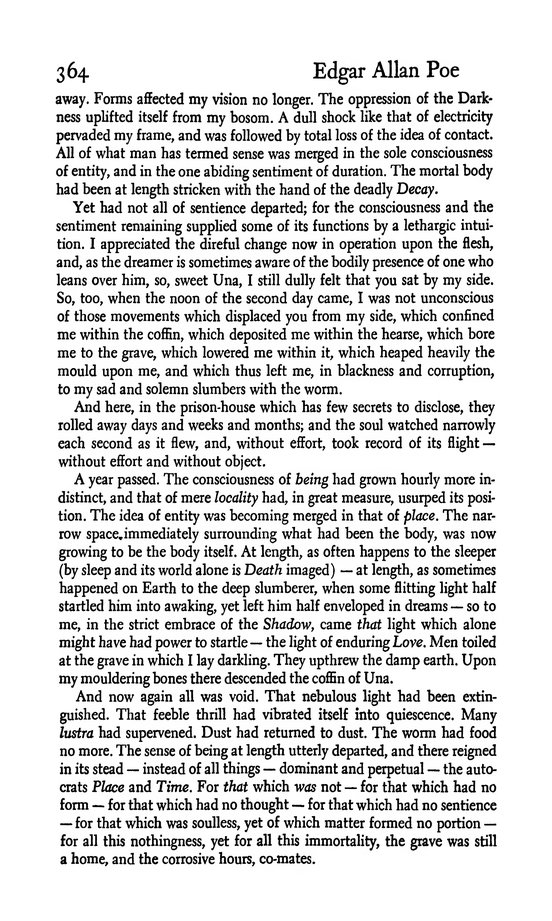 364 Edgar Allan Poe
away. Forms affected my vision no longer. The oppression of the Dark-
ness uplifted itself from my bosom. A dull shock like that of electricity
pervaded my frame, and was followed by total loss of the idea of contact.
All of what man has termed sense was merged in the sole consciousness
of entity, and in the one abiding sentiment of duration. The mortal body
had been at length stricken with the hand of the deadly Decay.
Yet had not all of sentience departed; for the consciousness and the
sentiment remaining supplied some of its functions by a lethargic intui-
tion. I appreciated the direful change now in operation upon the flesh,
and, as the dreamer is sometimes aware of the bodily presence of one who
leans over him, so, sweet Una, I still dully felt that you sat by my side.
So, too, when the noon of the second day came, I was not unconscious
of those movements which displaced you from my side, which confined
me within the coffin, which deposited me within the hearse, which bore
me to the grave, which lowered me within it, which heaped heavily the
mould upon me, and which thus left me, in blackness and corruption,
to my sad and solemn slumbers with the worm.
And here, in the prison-house which has few secrets to disclose, they
rolled away days and weeks and months; and the soul watched narrowly
each second as it flew, and, without effort, took record of its flight —
without effort and without object.
A year passed. The consciousness of being had grown hourly more in-
distinct, and that of mere locality had, in great measure, usurped its posi-
tion. The idea of entity was becoming merged in that of place. The nar-
row space.immediately surrounding what had been the body, was now
growing to be the body itself. At length, as often happens to the sleeper
(by sleep and its world alone is Death imaged) — at length, as sometimes
happened on Earth to the deep slumberer, when some flitting light half
startled him into awaking, yet left him half enveloped in dreams — so to
me, in the strict embrace of the Shadow, came that light which alone
might have had power to startle — the light of enduring Love. Men toiled
at the grave in which I lay darkling. They upthrew the damp earth. Upon
my mouldering bones there descended the coffin of Una.
And now again all was void. That nebulous light had been extin-
guished. That feeble thrill had vibrated itself into quiescence. Many
lustra had supervened. Dust had returned to dust. The worm had food
no more. The sense of being at length utterly departed, and there reigned
in its stead — instead of all things — dominant and perpetual — the auto-
crats Place and Time. For that which was not — for that which had no
form — for that which had no thought — for that which had no sentience
— for that which was soulless, yet of which matter formed no portion —
for all this nothingness, yet for all this immortality, the grave was still
a home, and the corrosive hours, co-mates.